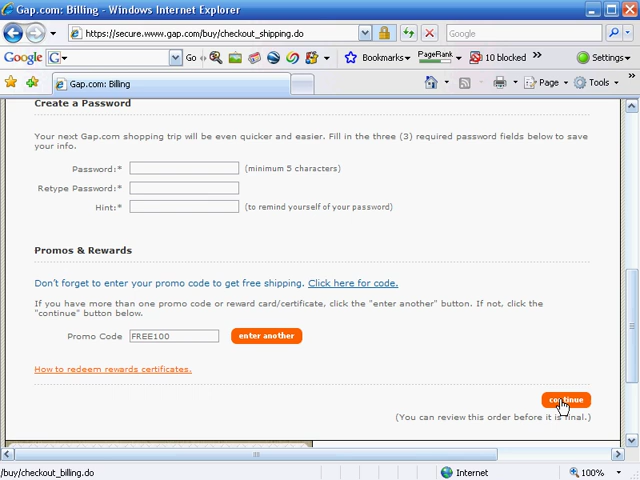 Gap.com: Billing - Windows Internet Explorer
https://secure.www.gap.com/buy/checkout_shipping.do
Google
Google G Go Bookmarks PageRank 10 blocked Settings
Gap.com: Billing Page Tools
Create a Password
Your next Gap.com shopping trip will be even quicker and easier. Fill in the three (3) required password fields below to save
your info.
Password:* (minimum 5 characters)
Retype Password:*
Hint:* (to remind yourself of your password)
Promos & Rewards
Don't forget to enter your promo code to get free shipping. Click here for code.
If you have more than one promo code or reward card/certificate, click the "enter another" button. If not, click the
"continue" button below.
Promo Code FREE100 enter another
How to redeem rewards certificates.
continue
(You can review this order before it is final.)
/buy/checkout_billing.do Internet 100%